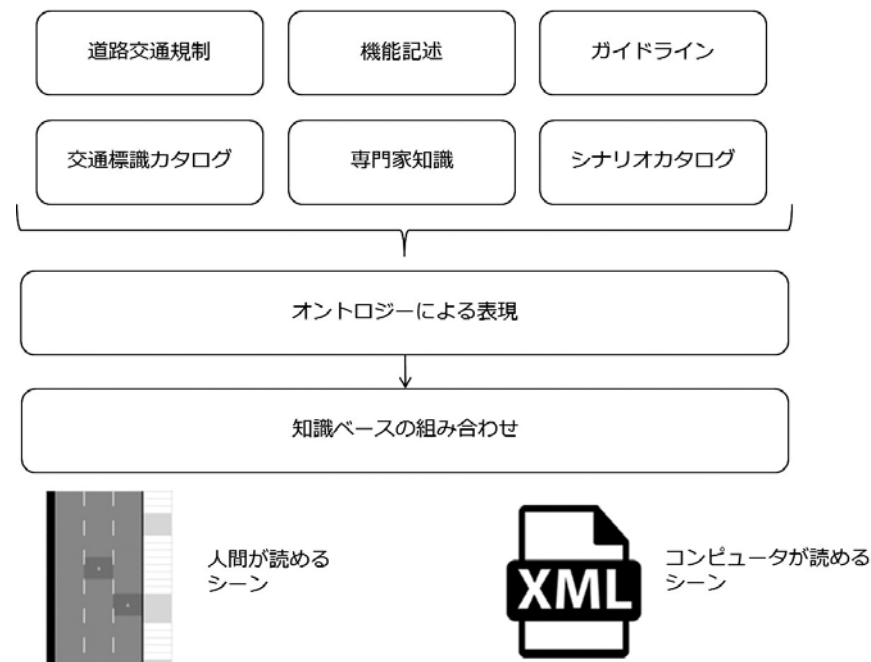 道路交通規制
機能記述
ガイドライン
交通標識カタログ
専門家知識
シナリオカタログ
オントロジーによる表現
知識ベースの組み合わせ
人間が読める
シーン
XML
コンピュータが読める
シーン